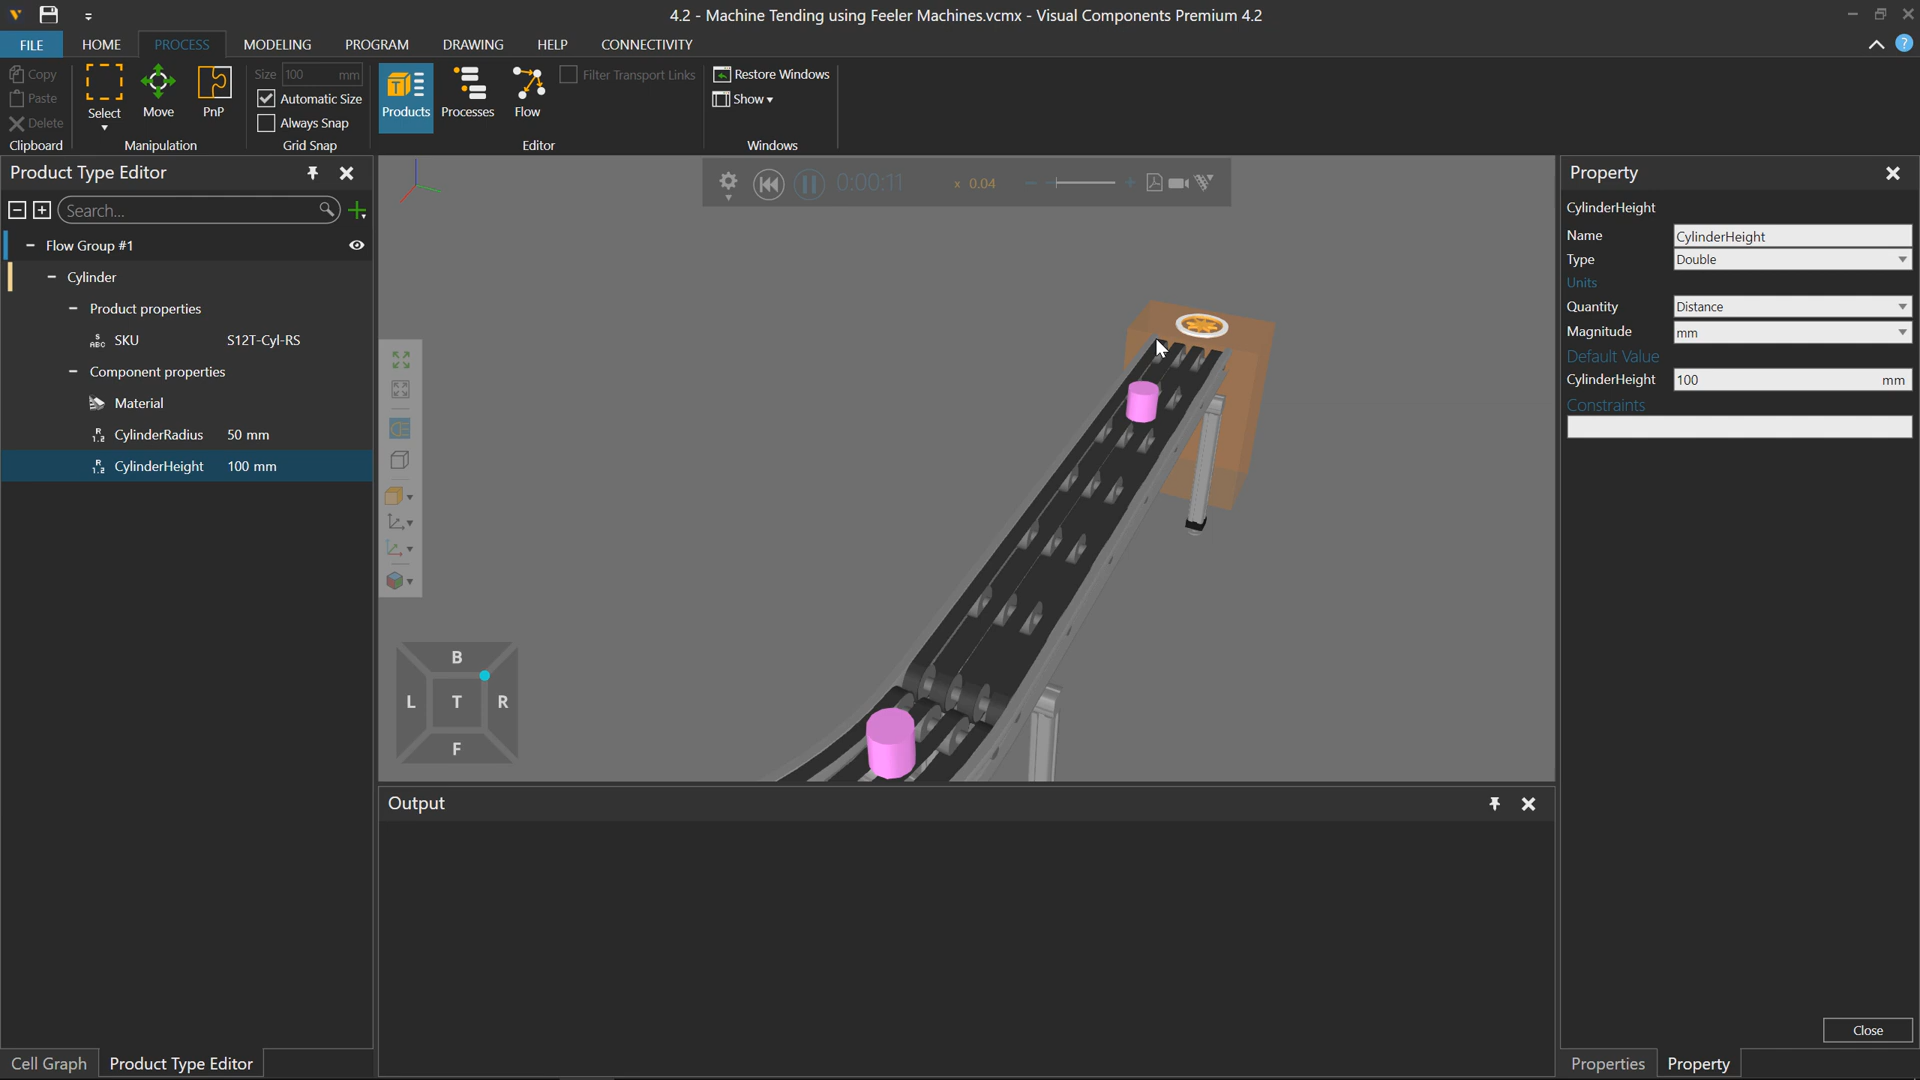 4.2 - Machine Tending using Feeler Machines.vcmx - Visual Components Premium 4.2
FILE HOME PROCESS MODELING PROGRAM DRAWING HELP CONNECTIVITY
Copy
Paste
Delete
Clipboard
Select
Move
PnP
Manipulation
Size 100 mm
Automatic Size
Always Snap
Grid Snap
Products
Processes
Flow
Filter Transport Links
Editor
Restore Windows
Show
Windows
Product Type Editor
Search...
Flow Group #1
Cylinder
Product properties
SKU S12T-Cyl-RS
Component properties
Material
CylinderRadius 50 mm
CylinderHeight 100 mm
Cell Graph
Product Type Editor
0:00:11 x 0.04
B
L T R
F
Output
Property
CylinderHeight
Name CylinderHeight
Type Double
Units
Quantity Distance
Magnitude mm
Default Value
CylinderHeight 100 mm
Constraints
Close
Properties
Property